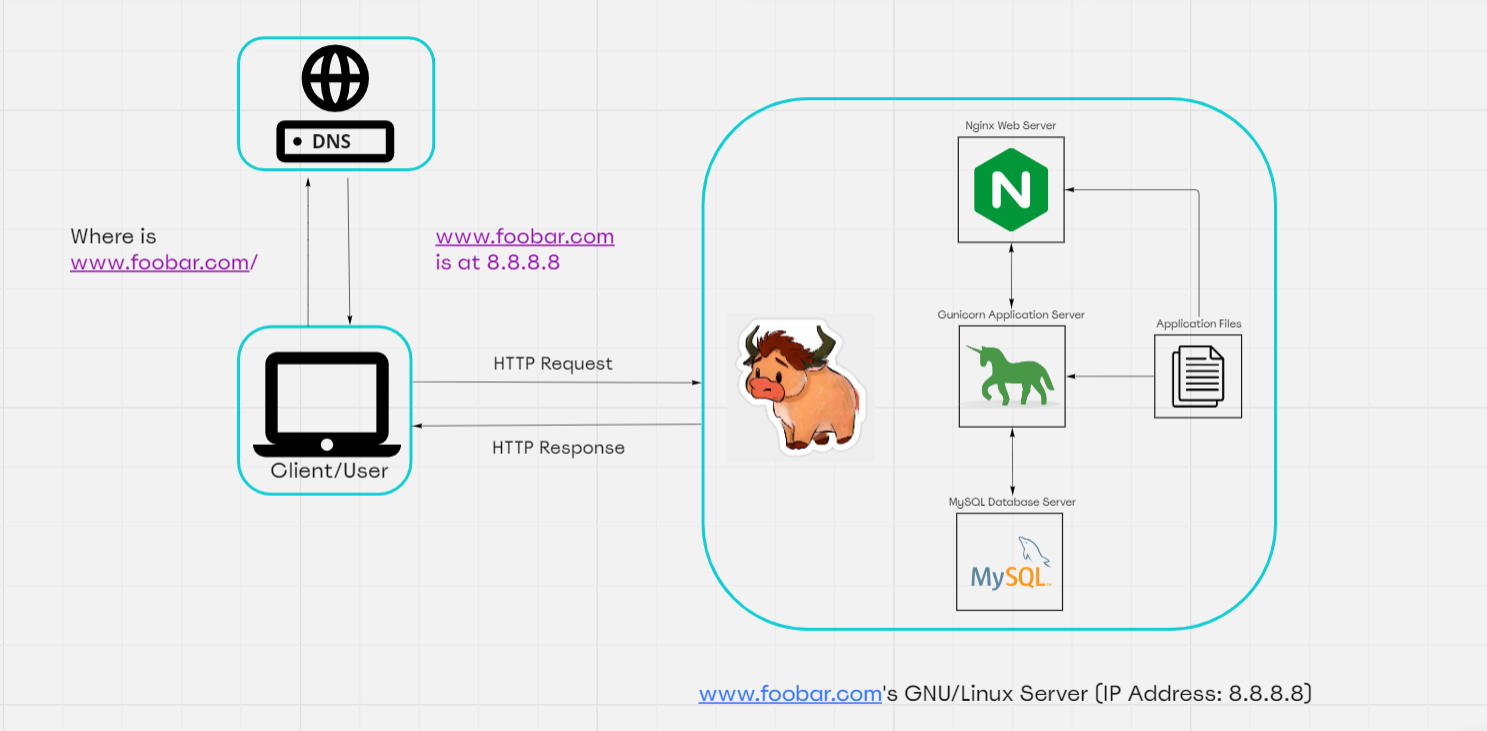 DNS
Where is
www.foobar.com/
www.foobar.com
is at 8.8.8.8
HTTP Request
HTTP Response
Client/User
Nginx Web Server
N
Gunicorn Application Server
Application Files
MySQL Database Server
MySQL
www.foobar.com's GNU/Linux Server (IP Address: 8.8.8.8)